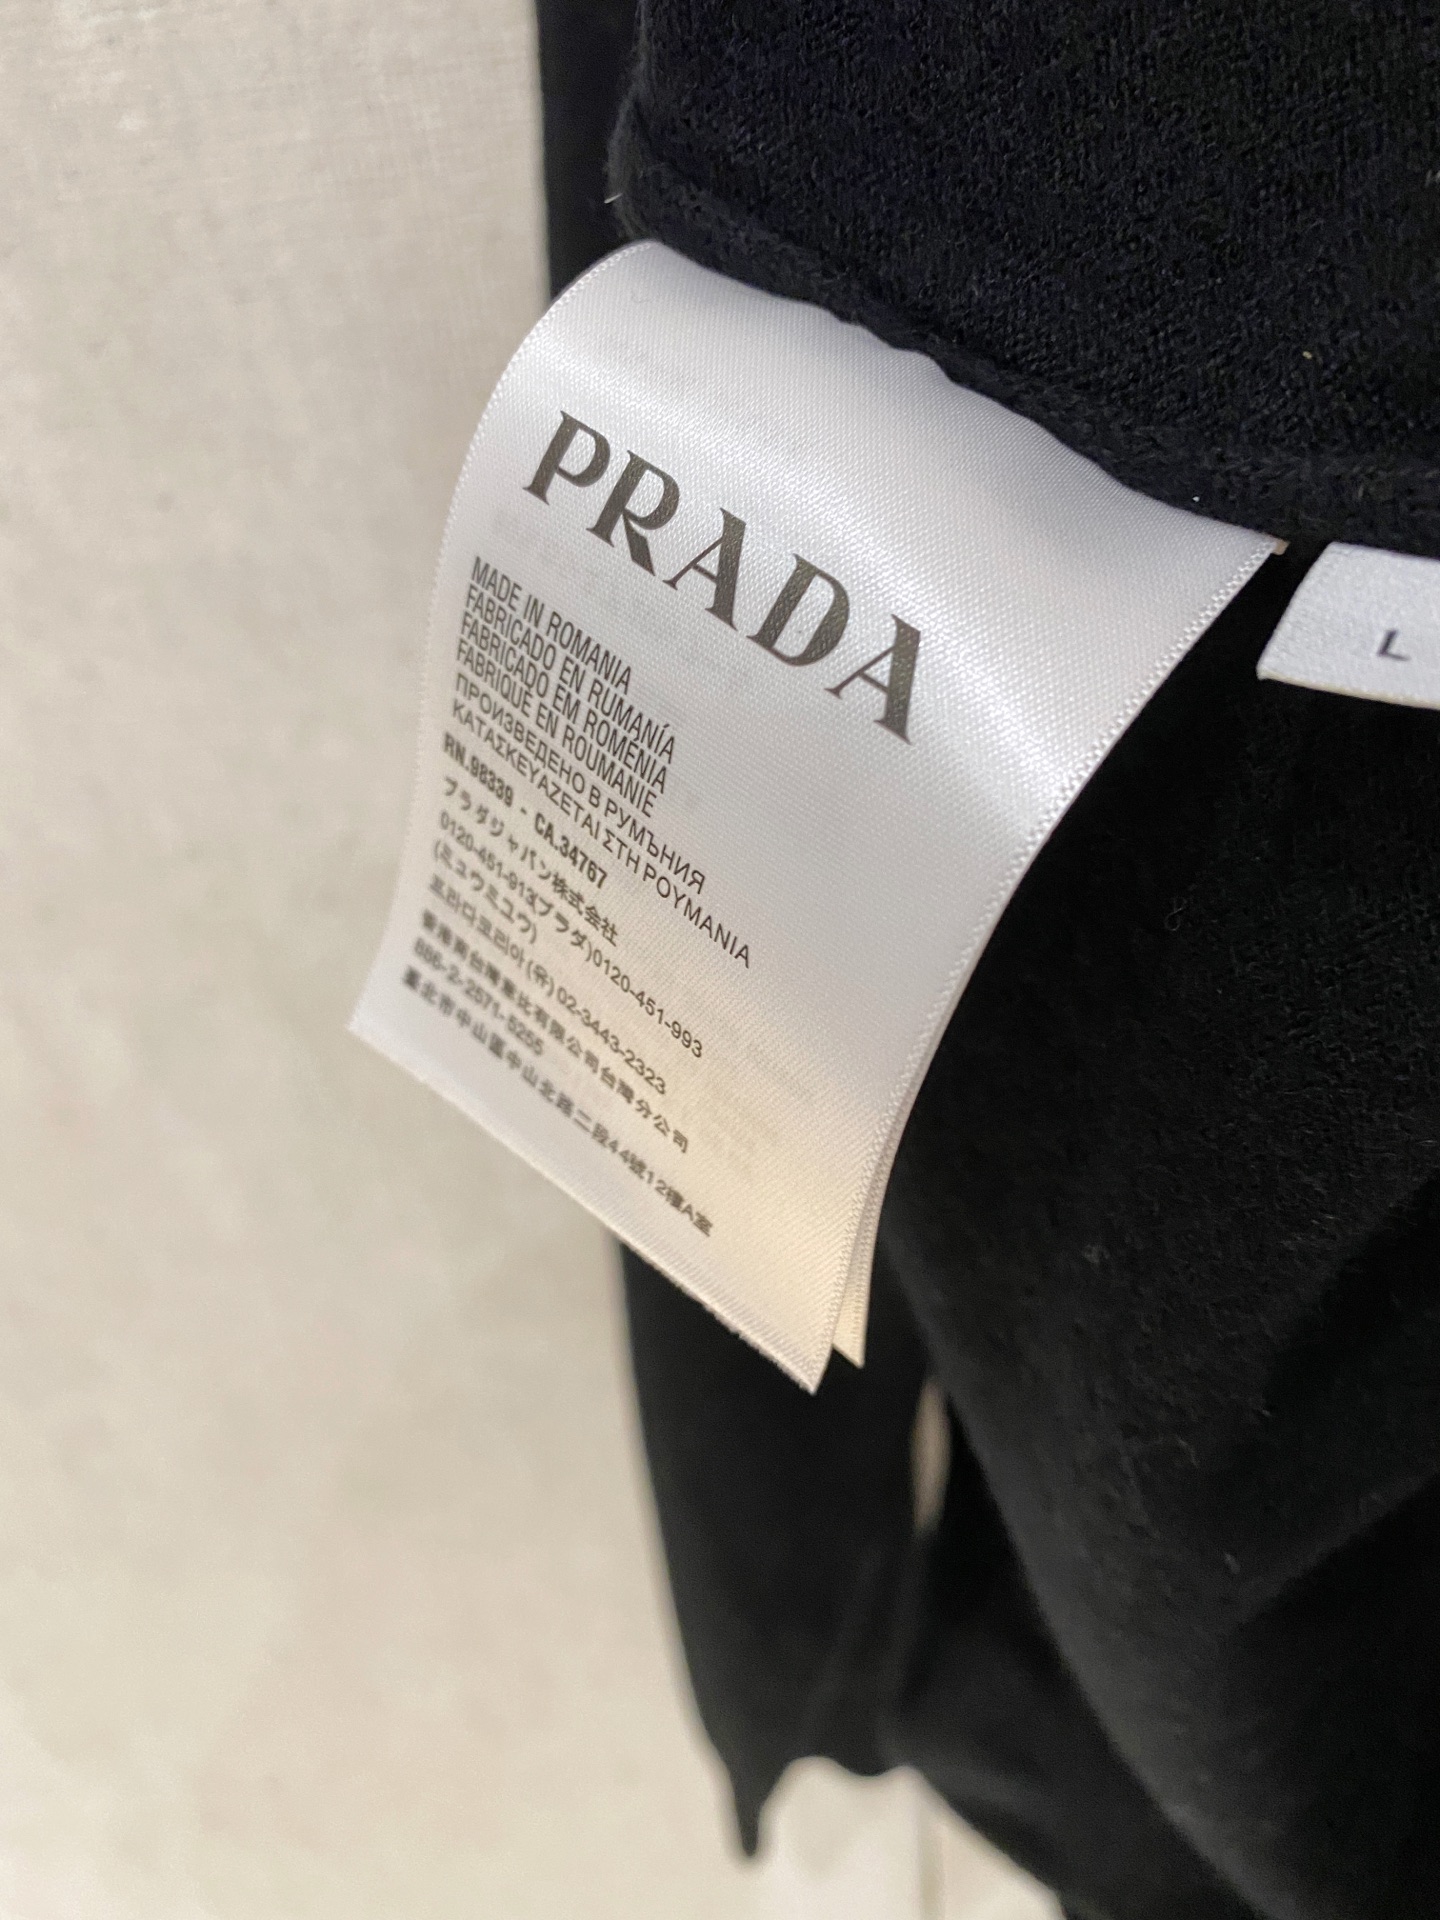 PRADA
MADE IN ROMANIA
FABRICADO EN RUMANÍA
FABRICADO EM ROMÉNIA
FABRIQUÉ EN ROUMANIE
ПРОИЗВЕДЕНО В РУМЪНИЯ
ΚΑΤΑΣΚΕΥΑΖΕΤΑΙ ΣΤΗ ΡΟΥΜΑΝΙΑ
RN.98339 - CA.34767
プラダジャパン株式会社
0120-451-913(プラダ)0120-451-993
(ミュウミュウ)
프라다코리아(유)02-3443-2323
香港商台灣東比有限公司台灣分公司
886-2-2571-5255
臺北市中山區中山北路二段44號12樓A室
L